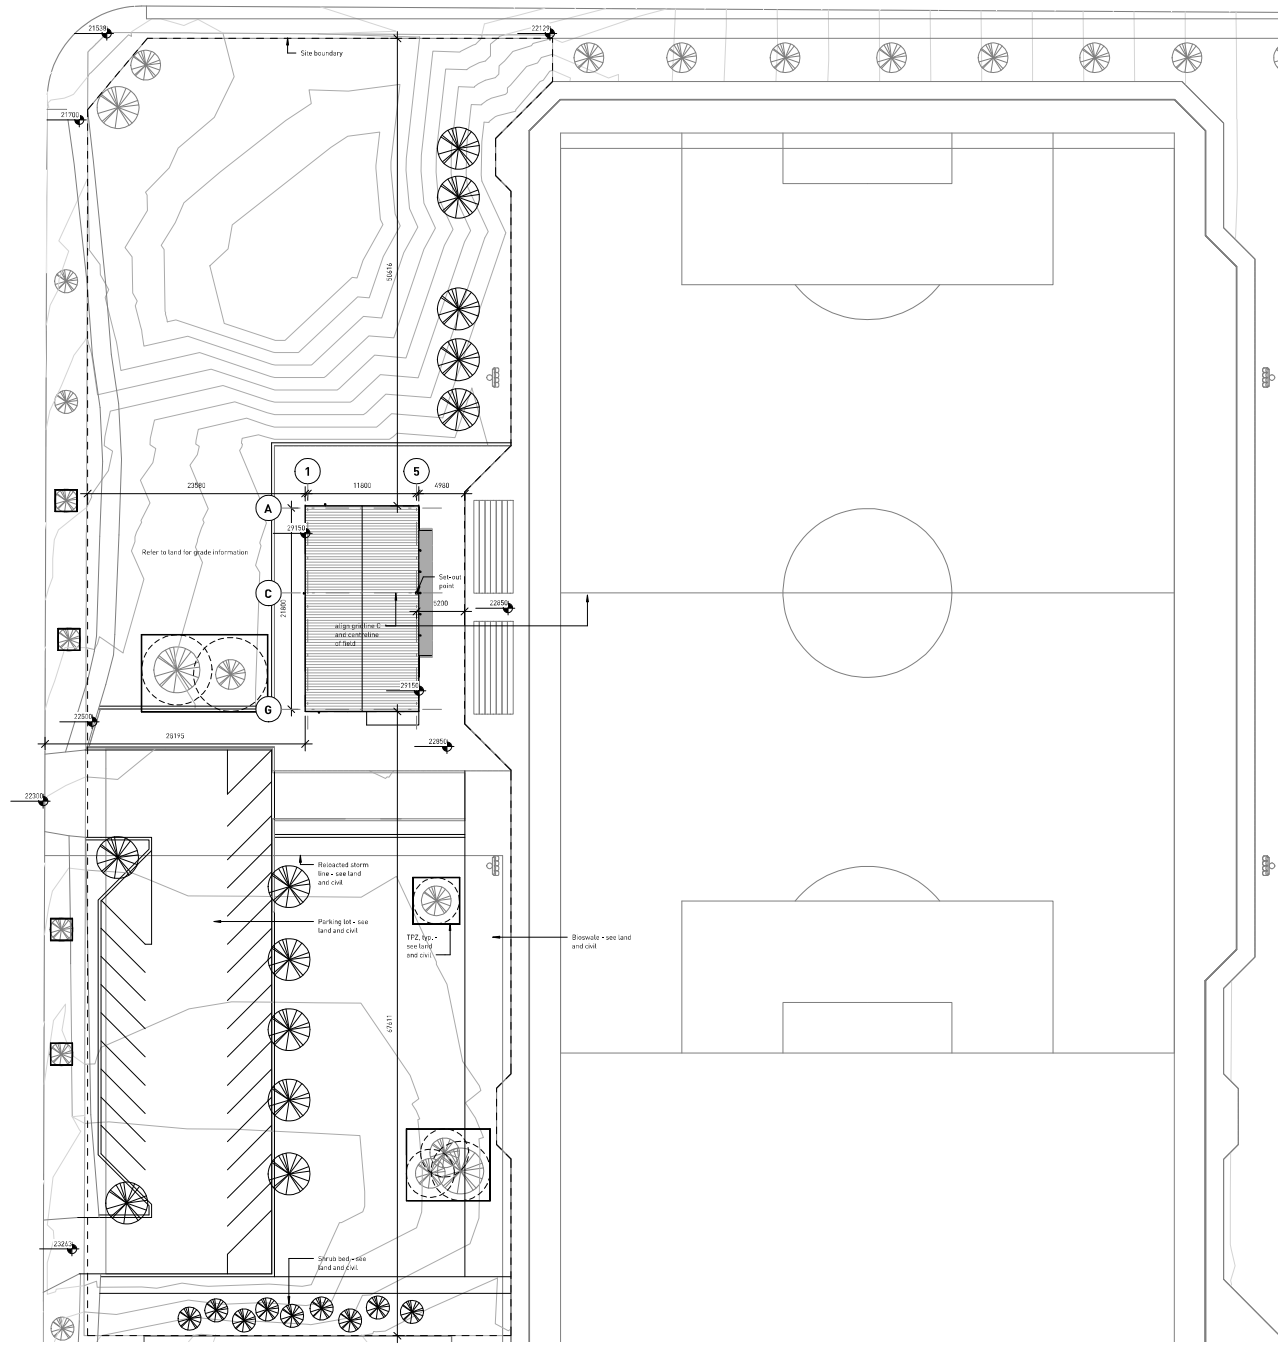 21530
22120
Site boundary
21700
50616
1
5
23580
11800
4980
A
29150
Refer to land for grade information
Set-out
point
C
21800
5200
22850
align gridline C
and centreline
of field
29150
G
22500
26195
22850
22300
Reloacted storm
line - see land
and civil
Parking lot - see
land and civil
TPZ, typ. -
see land
and civil
Bioswale - see land
and civil
67611
23263
Shrub bed - see
land and civil